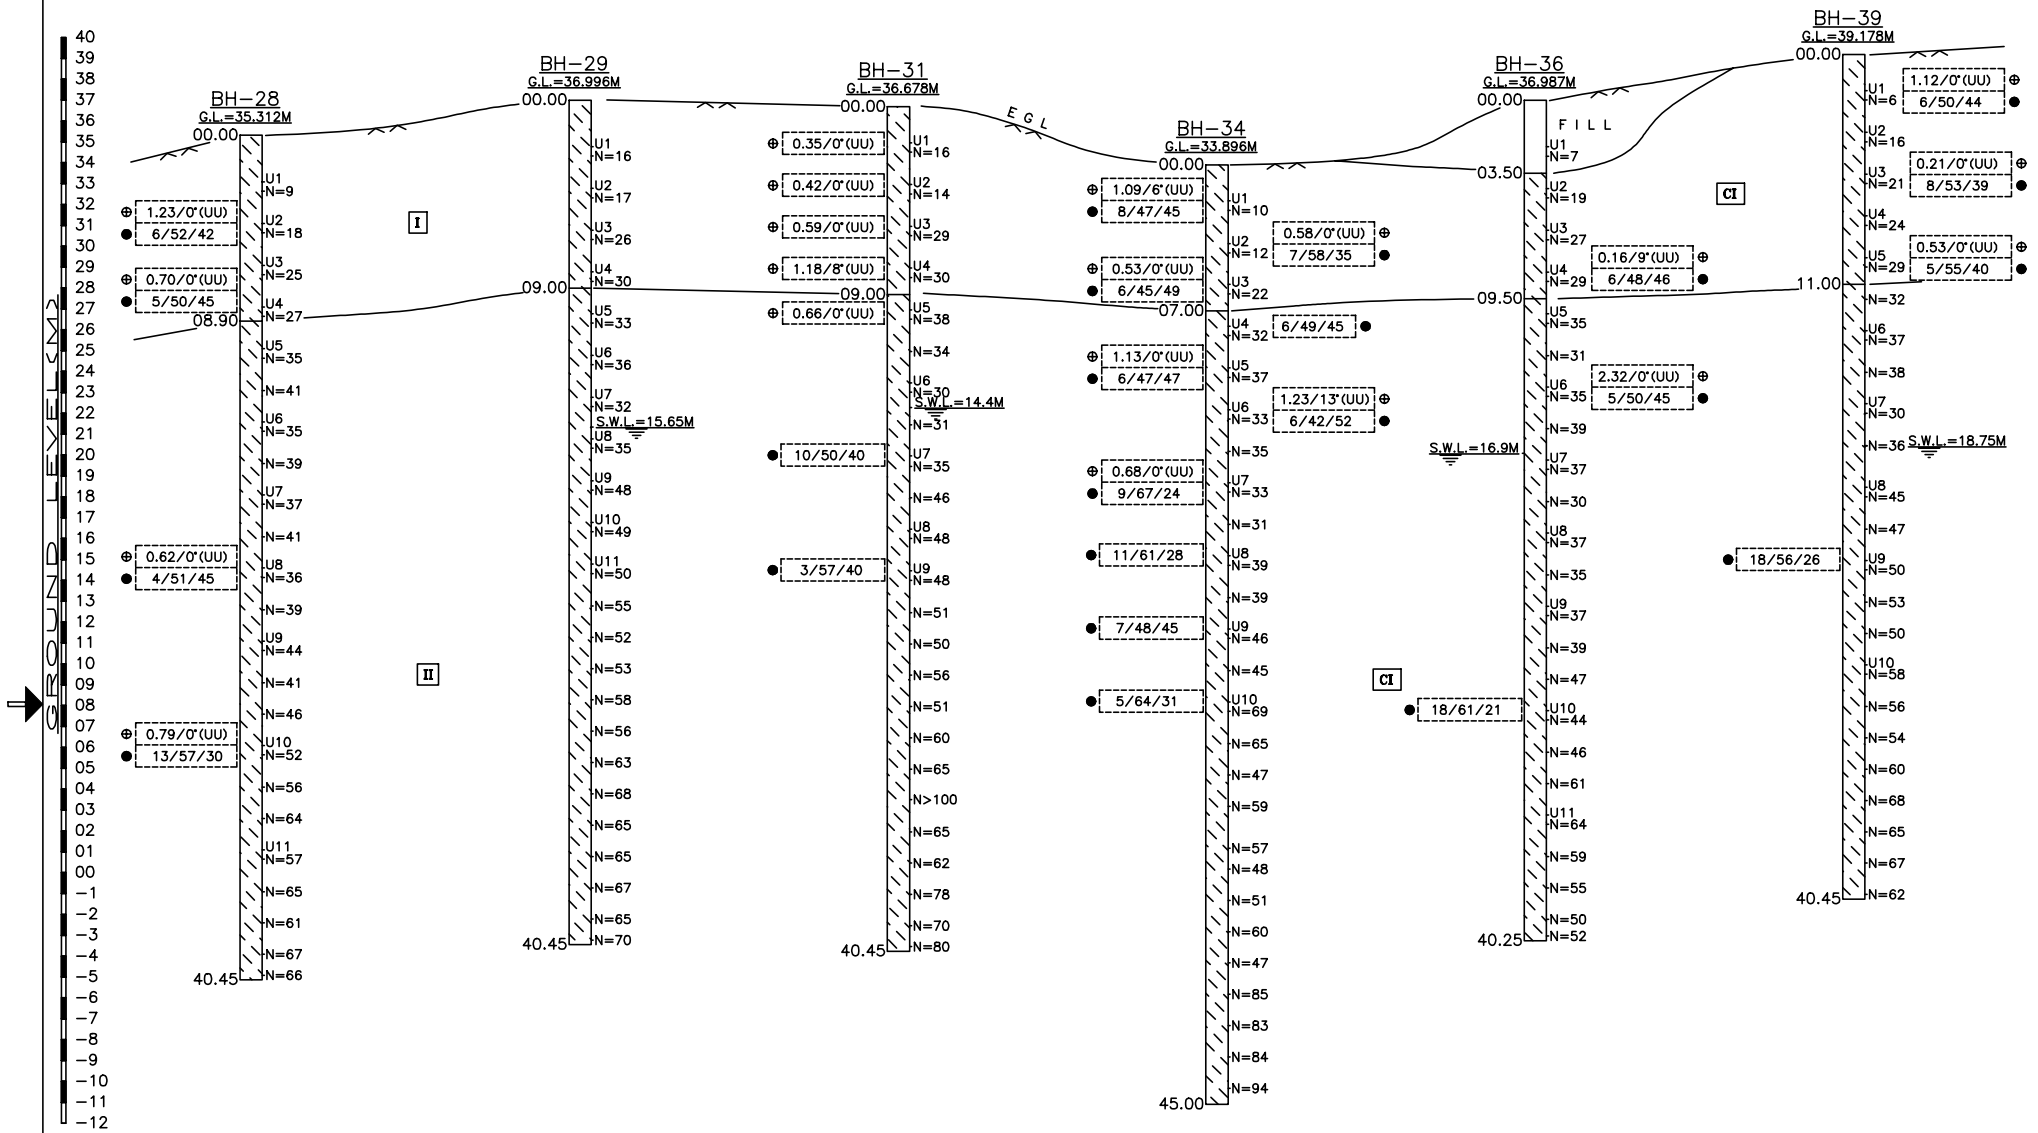 GROUND LEVEL (M)
40
39
38
37
36
35
34
33
32
31
30
29
28
27
26
25
24
23
22
21
20
19
18
17
16
15
14
13
12
11
10
09
08
07
06
05
04
03
02
01
00
-1
-2
-3
-4
-5
-6
-7
-8
-9
-10
-11
-12
BH-28
G.L.=35.312M
00.00
U1
N=9
1.23/0°(UU)
6/52/42
U2
N=18
0.70/0°(UU)
5/50/45
U3
N=25
U4
N=27
08.90
U5
N=35
N=41
U6
N=35
N=39
U7
N=37
N=41
0.62/0°(UU)
4/51/45
U8
N=36
N=39
U9
N=44
N=41
N=46
0.79/0°(UU)
13/57/30
U10
N=52
N=56
N=64
U11
N=57
N=65
N=61
N=67
N=66
40.45
I
II
BH-29
G.L.=36.996M
00.00
U1
N=16
U2
N=17
U3
N=26
U4
N=30
09.00
U5
N=33
U6
N=36
U7
N=32
S.W.L.=15.65M
U8
N=35
U9
N=48
U10
N=49
U11
N=50
N=55
N=52
N=53
N=58
N=56
N=63
N=68
N=65
N=65
N=67
N=65
N=70
40.45
BH-31
G.L.=36.678M
00.00
0.35/0°(UU)
U1
N=16
0.42/0°(UU)
U2
N=14
0.59/0°(UU)
U3
N=29
1.18/8°(UU)
U4
N=30
09.00
0.66/0°(UU)
U5
N=38
N=34
U6
N=30
S.W.L.=14.4M
N=31
10/50/40
U7
N=35
N=46
U8
N=48
3/57/40
U9
N=48
N=51
N=50
N=56
N=51
N=60
N=65
N>100
N=65
N=62
N=78
N=70
N=80
40.45
EGL
BH-34
G.L.=33.896M
00.00
1.09/6°(UU)
8/47/45
U1
N=10
0.58/0°(UU)
7/58/35
U2
N=12
0.53/0°(UU)
6/45/49
U3
N=22
07.00
U4
N=32
6/49/45
1.13/0°(UU)
6/47/47
U5
N=37
1.23/13°(UU)
6/42/52
U6
N=33
N=35
0.68/0°(UU)
9/67/24
U7
N=33
N=31
11/61/28
U8
N=39
N=39
7/48/45
U9
N=46
N=45
5/64/31
U10
N=69
N=65
N=47
N=59
N=57
N=48
N=51
N=60
N=47
N=85
N=83
N=84
N=94
45.00
CI
BH-36
G.L.=36.987M
00.00
FILL
U1
N=7
03.50
U2
N=19
U3
N=27
0.16/9°(UU)
6/48/46
U4
N=29
09.50
U5
N=35
N=31
2.32/0°(UU)
5/50/45
U6
N=35
N=39
S.W.L.=16.9M
U7
N=37
N=30
U8
N=37
N=35
U9
N=37
N=39
N=47
18/61/21
U10
N=44
N=46
N=61
U11
N=64
N=59
N=55
N=50
N=52
40.25
CI
BH-39
G.L.=39.178M
00.00
1.12/0°(UU)
6/50/44
U1
N=6
U2
N=16
0.21/0°(UU)
8/53/39
U3
N=21
U4
N=24
0.53/0°(UU)
5/55/40
U5
N=29
11.00
N=32
U6
N=37
N=38
U7
N=30
N=36
S.W.L.=18.75M
U8
N=45
N=47
18/56/26
U9
N=50
N=53
N=50
U10
N=58
N=56
N=54
N=60
N=68
N=65
N=67
N=62
40.45